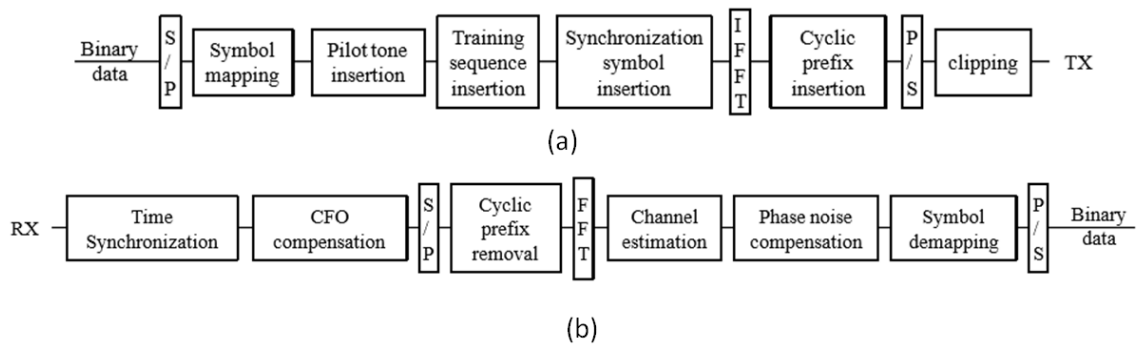 Binary
data
S
/
P
Symbol
mapping
Pilot tone
insertion
Training
sequence
insertion
Synchronization
symbol
insertion
I
F
F
T
Cyclic
prefix
insertion
P
/
S
clipping
TX
(a)
RX
Time
Synchronization
CFO
compensation
S
/
P
Cyclic
prefix
removal
F
F
T
Channel
estimation
Phase noise
compensation
Symbol
demapping
P
/
S
Binary
data
(b)